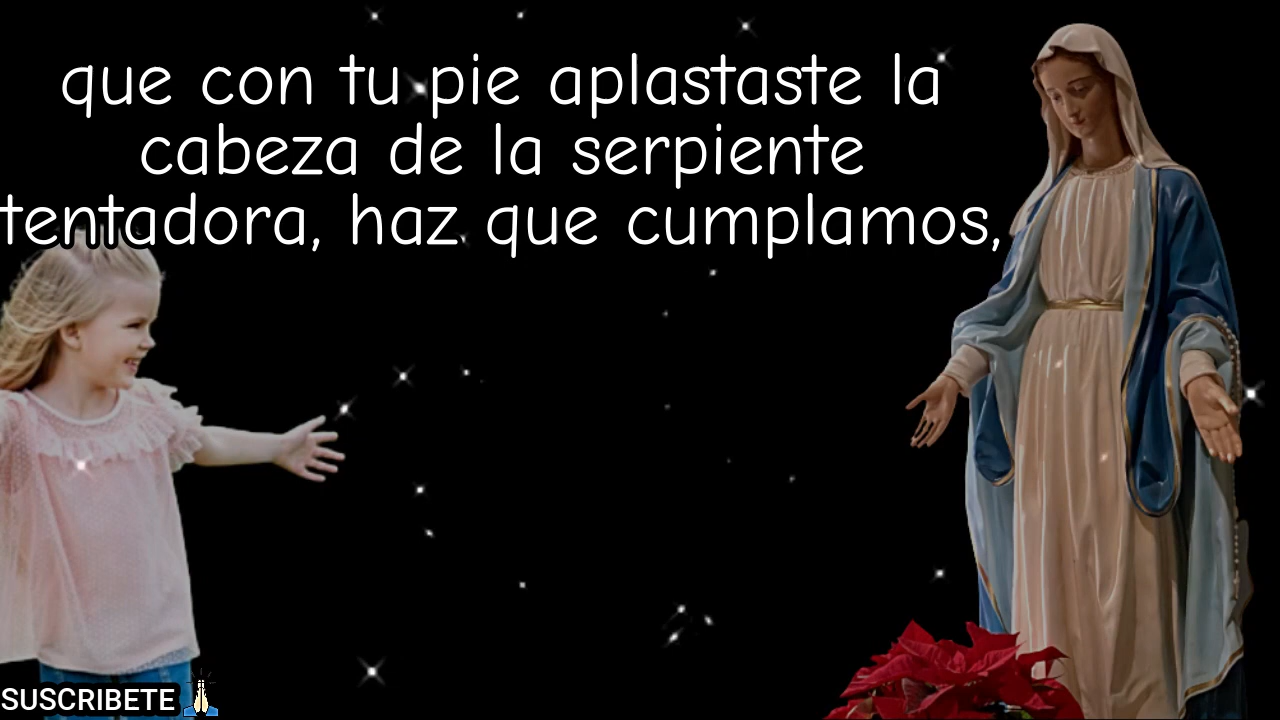 que con tu pie aplastaste la
cabeza de la serpiente
tentadora, haz que cumplamos,
SUSCRIBETE